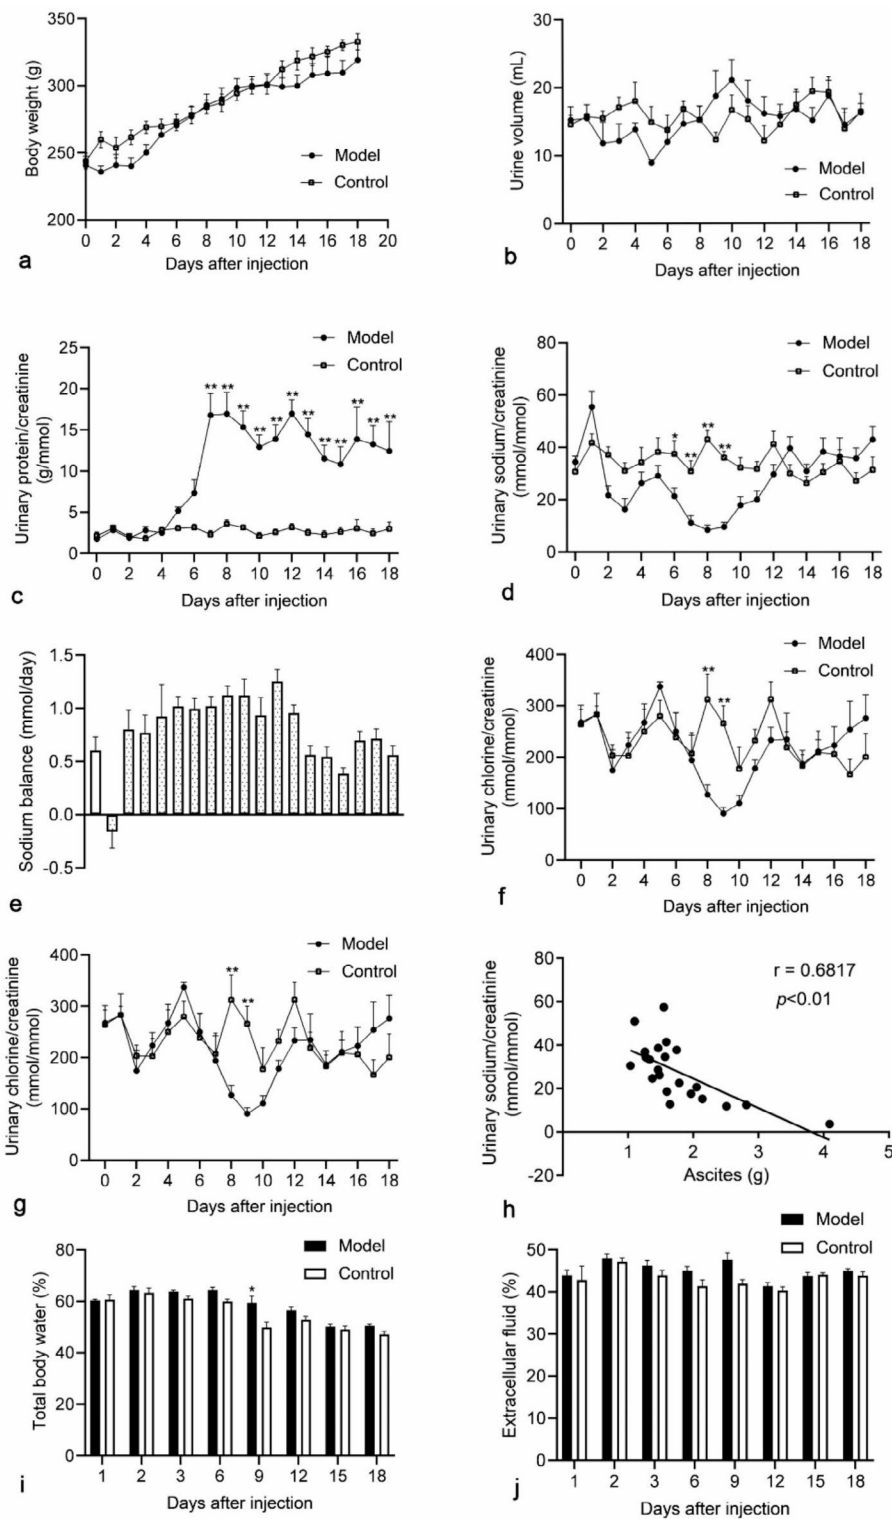 Body weight (g)
350
300
250
200
0 2 4 6 8 10 12 14 16 18 20
Days after injection
Model
Control
a
Urine volume (mL)
30
20
10
0
0 2 4 6 8 10 12 14 16 18
Days after injection
Model
Control
b
Urinary protein/creatinine
(g/mmol)
25
20
15
10
5
0
0 2 4 6 8 10 12 14 16 18
Days after injection
Model
Control
** ** ** ** ** ** ** ** ** ** ** **
c
Urinary sodium/creatinine
(mmol/mmol)
80
60
40
20
0
0 2 4 6 8 10 12 14 16 18
Days after injection
Model
Control
* ** ** **
d
Sodium balance (mmol/day)
1.5
1.0
0.5
0.0
-0.5
e
Urinary chlorine/creatinine
(mmol/mmol)
400
300
200
100
0
0 2 4 6 8 10 12 14 16 18
Days after injection
Model
Control
** **
f
Urinary chlorine/creatinine
(mmol/mmol)
400
300
200
100
0
0 2 4 6 8 10 12 14 16 18
Days after injection
Model
Control
** **
g
Urinary sodium/creatinine
(mmol/mmol)
80
60
40
20
0
-20
1 2 3 4 5
Ascites (g)
r = 0.6817
p<0.01
h
Total body water (%)
80
60
40
20
0
1 2 3 6 9 12 15 18
Days after injection
Model
Control
*
i
Extracellular fluid (%)
50
40
30
20
10
0
1 2 3 6 9 12 15 18
Days after injection
Model
Control
j